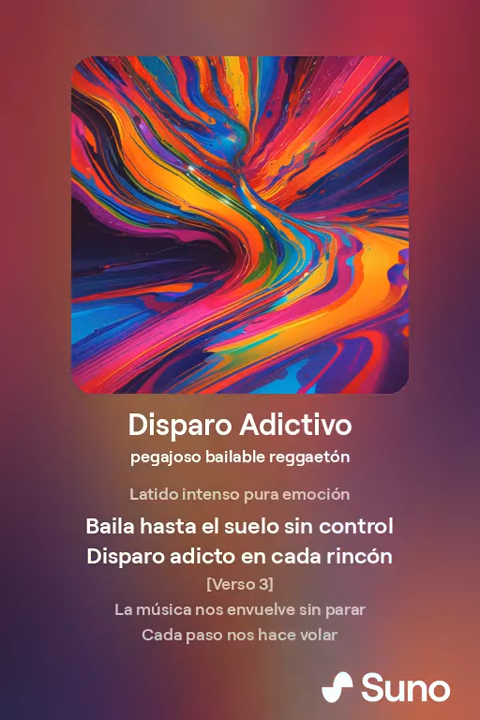 Disparo Adictivo
pegajoso bailable reggaetón
Latido intenso pura emoción
Baila hasta el suelo sin control
Disparo adicto en cada rincón
[Verso 3]
La música nos envuelve sin parar
Cada paso nos hace volar
Suno